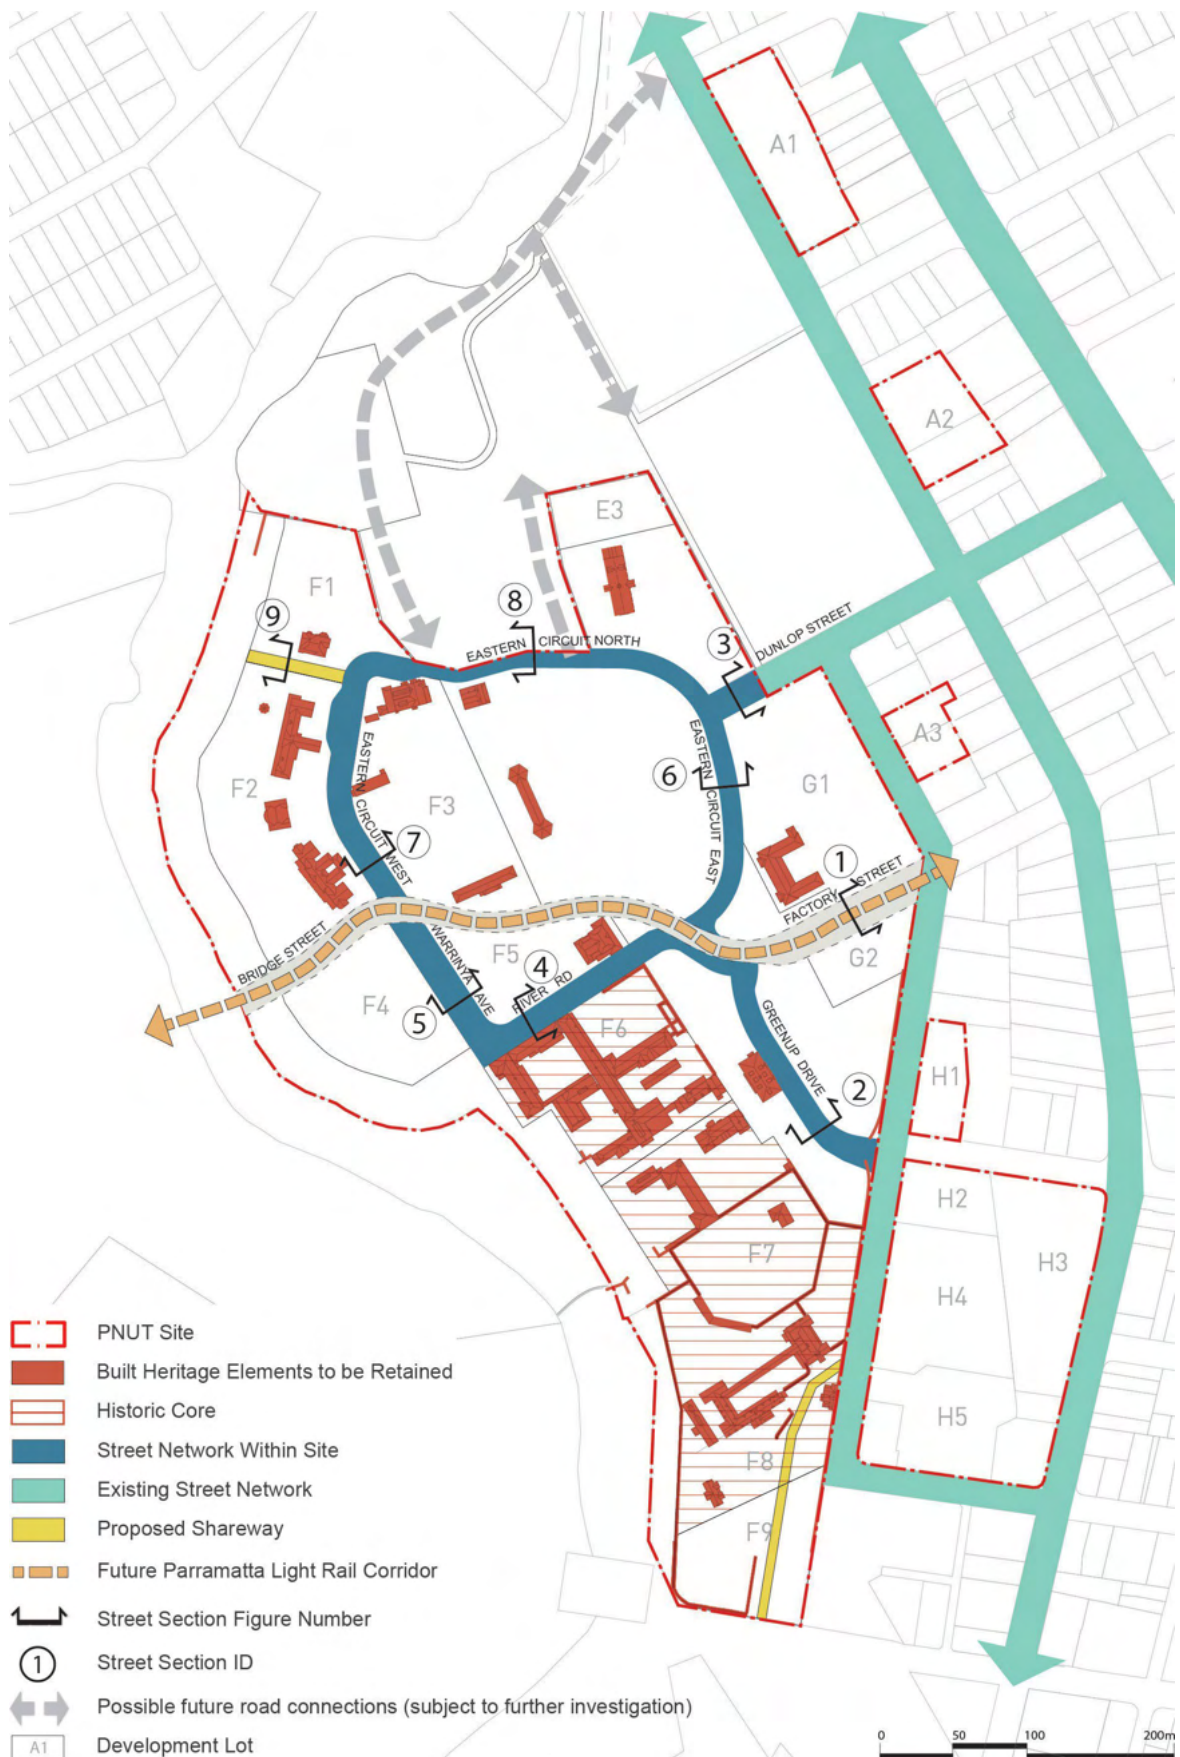 A1
A2
E3
F1
9
8
EASTERN CIRCUIT NORTH
3
DUNLOP STREET
A3
EASTERN CIRCUIT WEST
EASTERN CIRCUIT EAST
6
G1
F2
F3
7
1
FACTORY STREET
BRIDGE STREET
WARRINYA AVE
F5
4
RIVER RD
G2
F4
5
F6
GREENUP DRIVE
H1
2
H2
F7
H3
H4
H5
F8
F9
PNUT Site
Built Heritage Elements to be Retained
Historic Core
Street Network Within Site
Existing Street Network
Proposed Shareway
Future Parramatta Light Rail Corridor
Street Section Figure Number
1 Street Section ID
Possible future road connections (subject to further investigation)
A1 Development Lot
0 50 100 200m